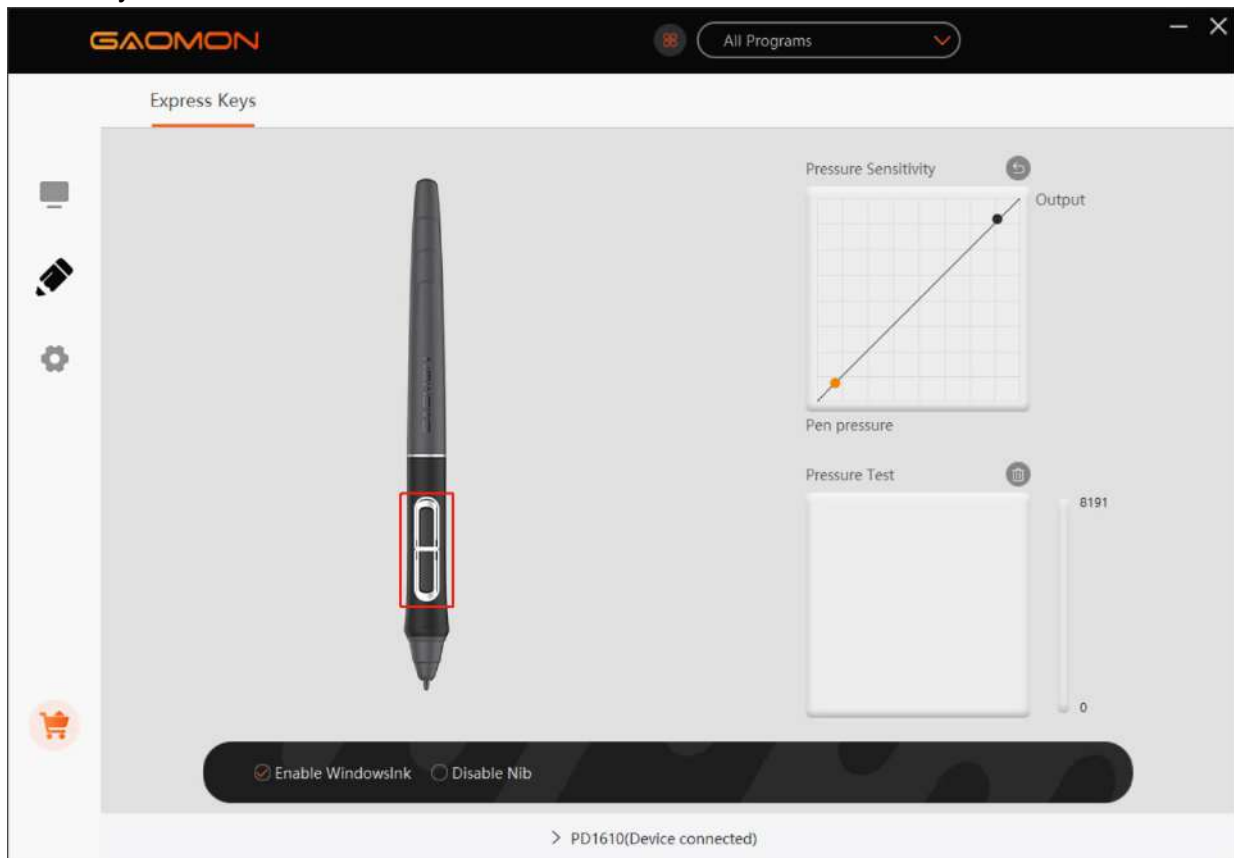 GAOMON
All Programs
Express Keys
Pressure Sensitivity
Output
Pen pressure
Pressure Test
8191
0
Enable WindowsInk
Disable Nib
> PD1610(Device connected)